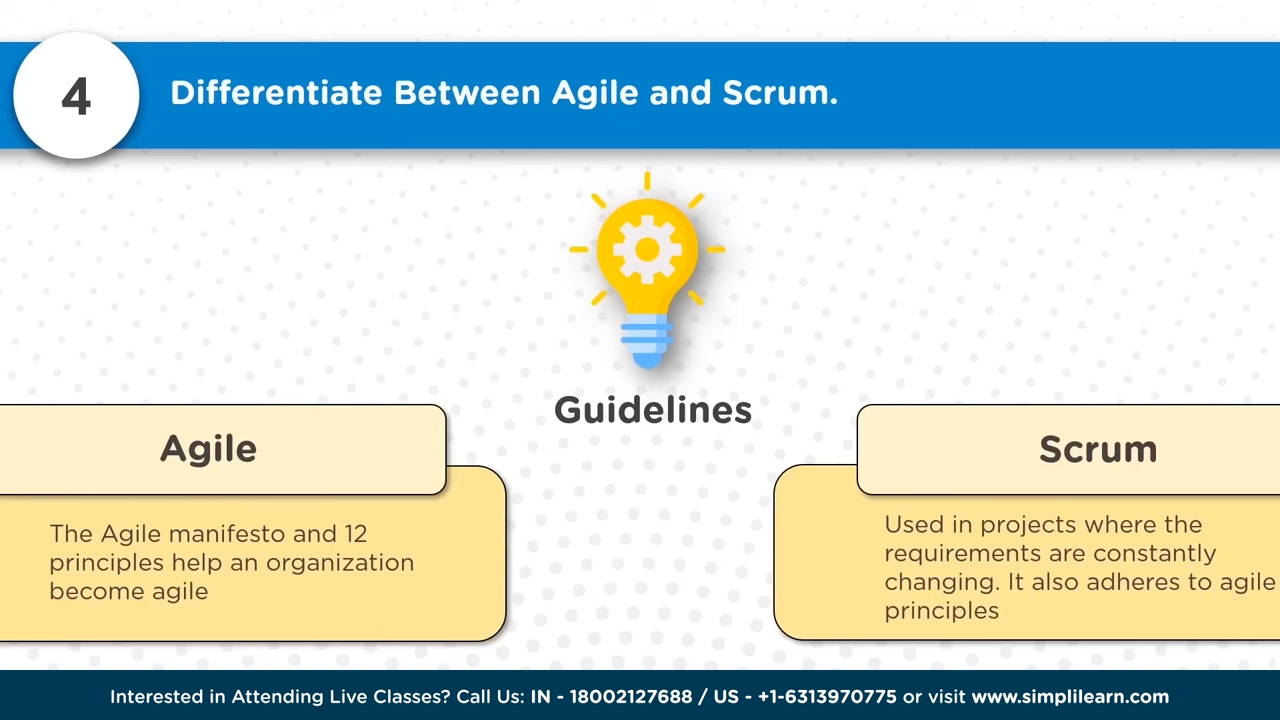 4
Differentiate Between Agile and Scrum.
Guidelines
Agile
The Agile manifesto and 12
principles help an organization
become agile
Scrum
Used in projects where the
requirements are constantly
changing. It also adheres to agile
principles
Interested in Attending Live Classes? Call Us: IN - 18002127688 / US - +1-6313970775 or visit www.simplilearn.com